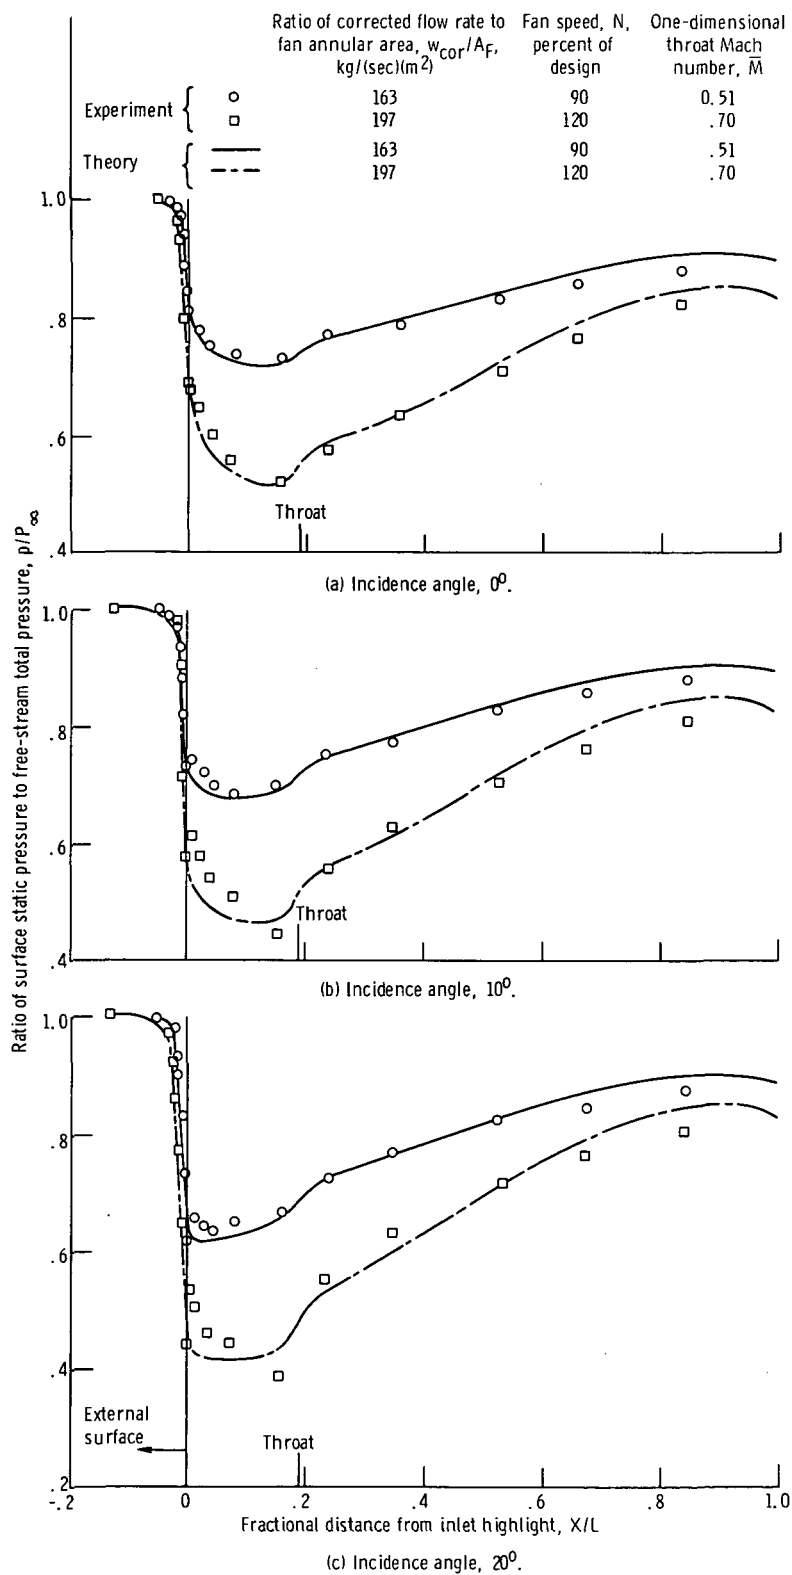 Ratio of corrected flow rate to fan annular area, w_cor/A_F, kg/(sec)(m²)
Fan speed, N, percent of design
One-dimensional throat Mach number, M̅
Experiment
○ 163 90 0.51
□ 197 120 .70
Theory
163 90 .51
197 120 .70
Ratio of surface static pressure to free-stream total pressure, p/P∞
1.0
.8
.6
.4
Throat
(a) Incidence angle, 0⁰.
1.0
.8
.6
.4
Throat
(b) Incidence angle, 10⁰.
1.0
.8
.6
.4
.2
External
surface
Throat
-.2 0 .2 .4 .6 .8 1.0
Fractional distance from inlet highlight, X/L
(c) Incidence angle, 20⁰.